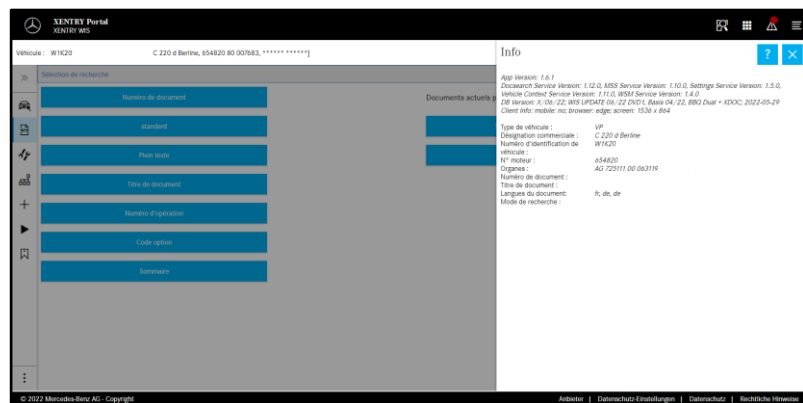 XENTRY Portal
XENTRY WIS
Véhicule : W1K20 C 220 d Berline, 654820 80 007683, ****** ******]
Info
?
Sélection de recherche
Numéro de document
standard
Plein texte
Titre de document
Numéro d'opération
Code option
Sommaire
Documents actuels p
App Version: 1.6.1
Docsearch Service Version: 1.12.0, MSS Service Version: 1.10.0, Settings Service Version: 1.5.0,
Vehicle Context Service Version: 1.11.0, WSM Service Version: 1.4.0
DB Version: X/06/22; WIS UPDATE 06/22 DVD1, Basis 04/22, BBQ Dual + XDOC; 2022-05-29
Client Info: mobile: no; browser: edge; screen: 1536 x 864
Type de véhicule : VP
Désignation commerciale : C 220 d Berline
Numéro d'identification de W1K20
véhicule :
N° moteur : 654820
Organes : AG 725111 00 063119
Numéro de document :
Titre de document :
Langues du document: fr, de, de
Mode de recherche :
© 2022 Mercedes-Benz AG - Copyright
Anbieter | Datenschutz-Einstellungen | Datenschutz | Rechtliche Hinweise